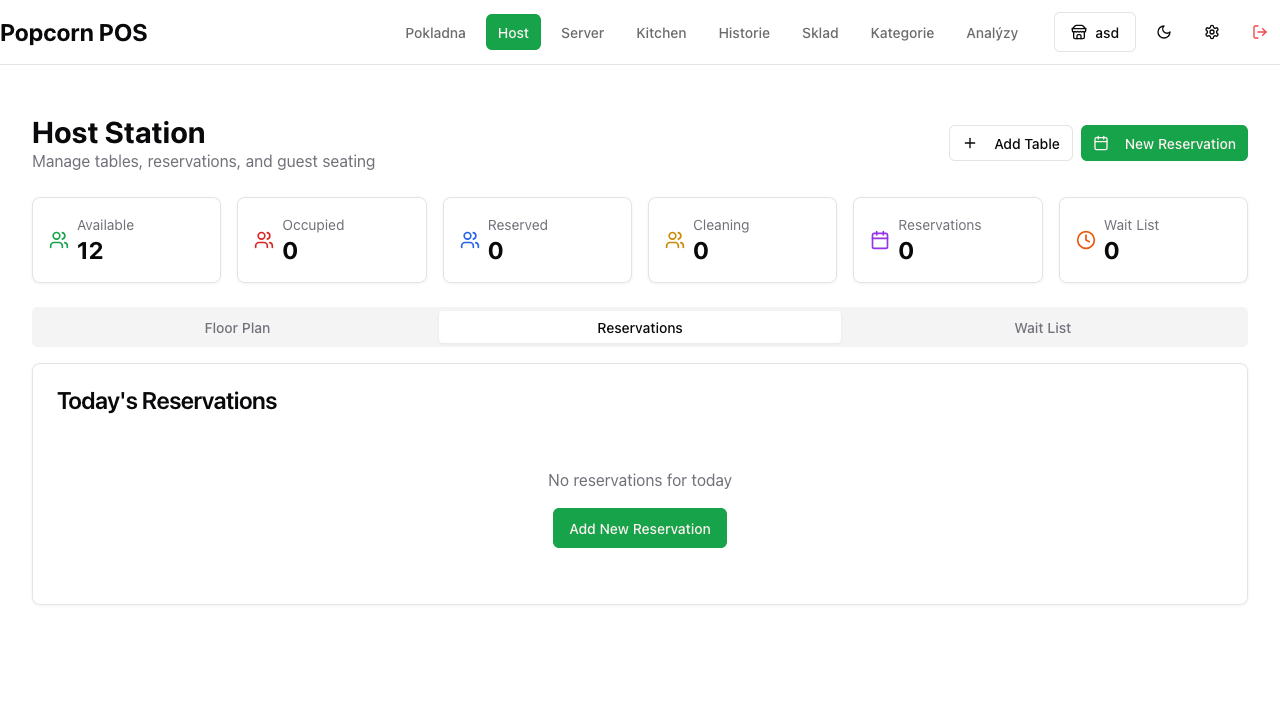 Popcorn POS
Pokladna
Host
Server
Kitchen
Historie
Sklad
Kategorie
Analýzy
asd
Host Station
Manage tables, reservations, and guest seating
Add Table
New Reservation
Available
12
Occupied
0
Reserved
0
Cleaning
0
Reservations
0
Wait List
0
Floor Plan
Reservations
Wait List
Today's Reservations
No reservations for today
Add New Reservation